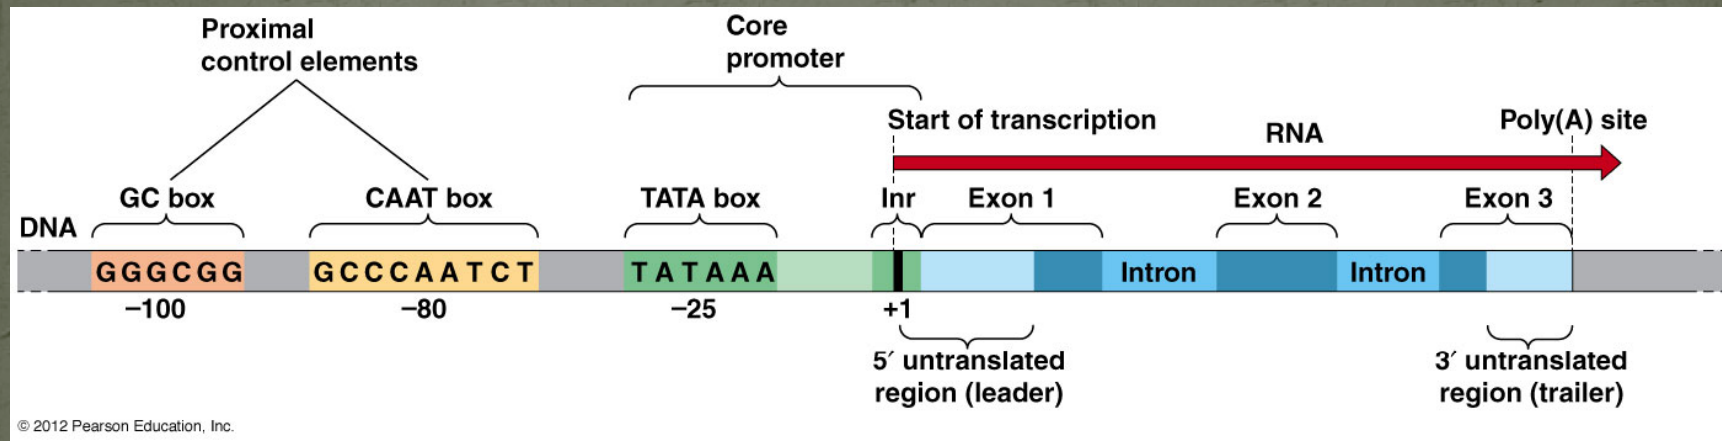 Proximal
control elements
Core
promoter
Start of transcription
RNA
Poly(A) site
GC box
CAAT box
TATA box
Inr
Exon 1
Exon 2
Exon 3
DNA
GGGCGG
GCCCAATCT
TATAAA
Intron
Intron
–100
–80
–25
+1
5′ untranslated
region (leader)
3′ untranslated
region (trailer)
© 2012 Pearson Education, Inc.